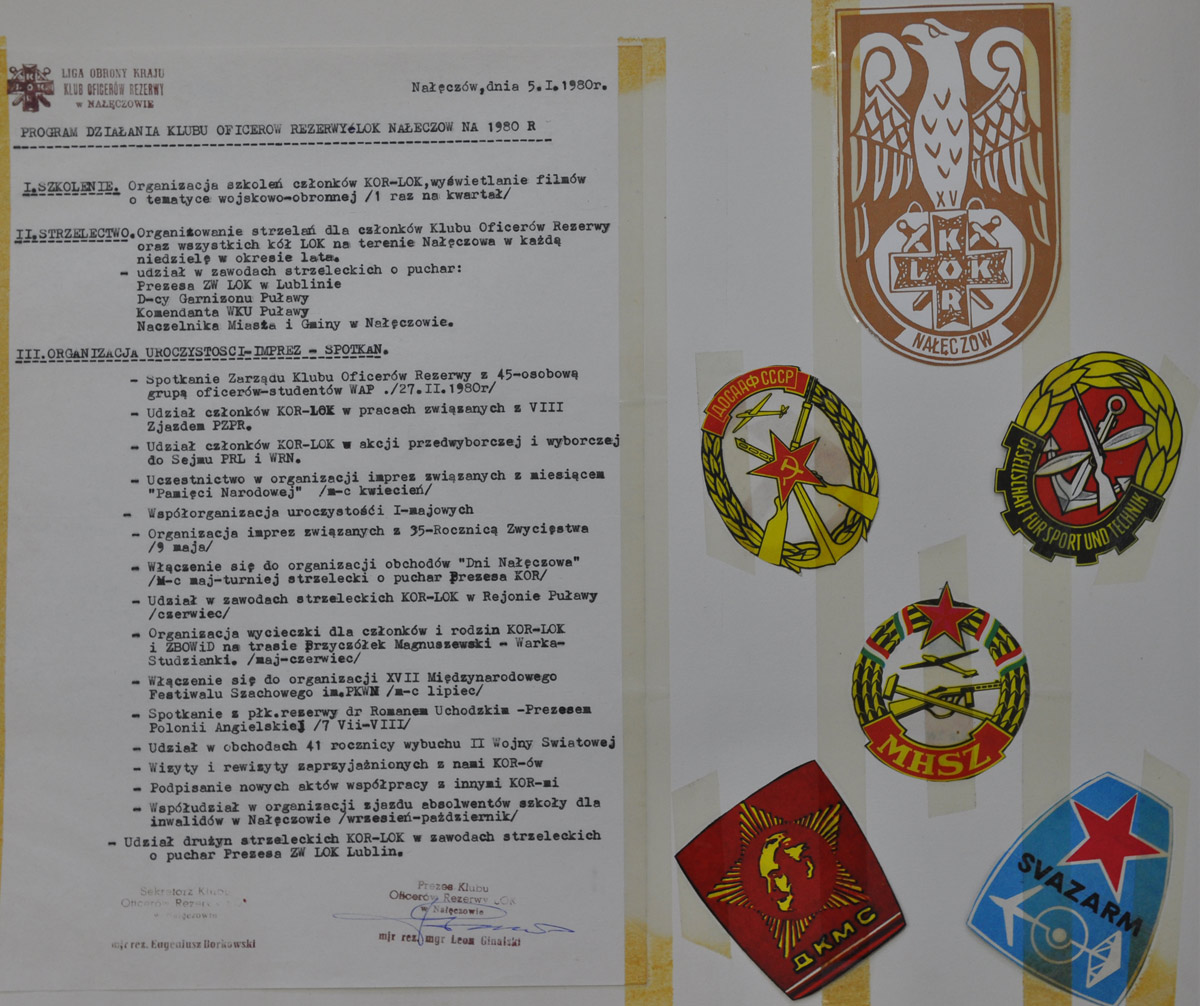 LIGA OBRONY KRAJU
KLUB OFICERÓW REZERWY
w NAŁĘCZOWIE
Nałęczów,dnia 5.I.1980r.
PROGRAM DZIAŁANIA KLUBU OFICEROW REZERWYéLOK NAŁECZOW NA 1980 R
I.SZKOLENIE. Organizacja szkoleń członków KOR-LOK,wyświetlanie filmów
o tematyce wojskowo-obronnej /1 raz na kwartał/
II.STRZELECTWO.Organizowanie strzelań dla członków Klubu Oficerów Rezerwy
oraz wszystkich kół LOK na terenie Nałęczowa w każdą
niedzielę w okresie lata.
- udział w zawodach strzeleckich o puchar:
Prezesa ZW LOK w Lublinie
D-cy Garnizonu Puławy
Komendanta WKU Puławy
Naczelnika Miasta i Gminy w Nałęczowie.
III.ORGANIZACJA UROCZYSTOSCI-IMPREZ - SPOTKAN.
- Spotkanie Zarządu Klubu Oficerów Rezerwy z 45-osobową
grupą oficerów-studentów WAP ./27.II.1980r/
- Udział członków KOR-LOK w pracach związanych z VIII
Zjazdem PZPR.
- Udział członków KOR-LOK w akcji przedwyborczej i wyborczej
do Sejmu PRL i WRN.
- Uczestnictwo w organizacji imprez związanych z miesiącem
"Pamięci Narodowej" /m-c kwiecień/
- Współorganizacja uroczystośći I-majowych
- Organizacja imprez związanych z 35-Rocznicą Zwycięstwa
/9 maja/
- Włączenie się do organizacji obchodów "Dni Nałęczowa"
/M-c maj-turniej strzelecki o puchar Prezesa KOR/
- Udział w zawodach strzeleckich KOR-LOK w Rejonie Puławy
/czerwiec/
- Organizacja wycieczki dla członków i rodzin KOR-LOK
i ZBOWiD na trasie Przyczółek Magnuszewski - Warka-
Studzianki. /maj-czerwiec/
- Włączenie się do organizacji XVII Międzynarodowego
Festiwalu Szachowego im.PKWN /m-c lipiec/
- Spotkanie z płk.rezerwy dr Romanem Uchodzkim -Prezesem
Polonii Angielskiej /7 Vii-VIII/
- Udział w obchodach 41 rocznicy wybuchu II Wojny Swiatowej
- Wizyty i rewizyty zaprzyjaźnionych z nami KOR-ów
- Podpisanie nowych aktów współpracy z innymi KOR-mi
- Współudział w organizacji zjazdu absolwentów szkoły dla
inwalidów w Nałęczowie /wrzesień-październik/
- Udział drużyn strzeleckich KOR-LOK w zawodach strzeleckich
o puchar Prezesa ZW LOK Lublin.
Sekretarz Klubu
Oficerów Rezerwy
w Nałęczowie
mjr rez. Eugeniusz Borkowski
Prezes Klubu
Oficerów Rezerwy LOK
w Nałęczowie
mjr rez. mgr Leon Ginalski
XV
K
LOK
R
NAŁĘCZÓW
ДОСААФ СССР
GESELLSCHAFT FÜR SPORT UND TECHNIK
MHSZ
ДКМС
SVAZARM